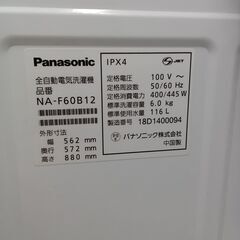 Panasonic
全自動電気洗濯機
品番
NA-F60B12
外形寸法
幅 562 mm
奥行 572 mm
高さ 880 mm
IPX4
JET
定格電圧 100 V~
定格周波数 50/60 Hz
定格消費電力 400/445 W
標準洗濯容量 6.0 kg
標準使用水量 116 L
製造番号 18D1400094
パナソニック株式会社
中国製